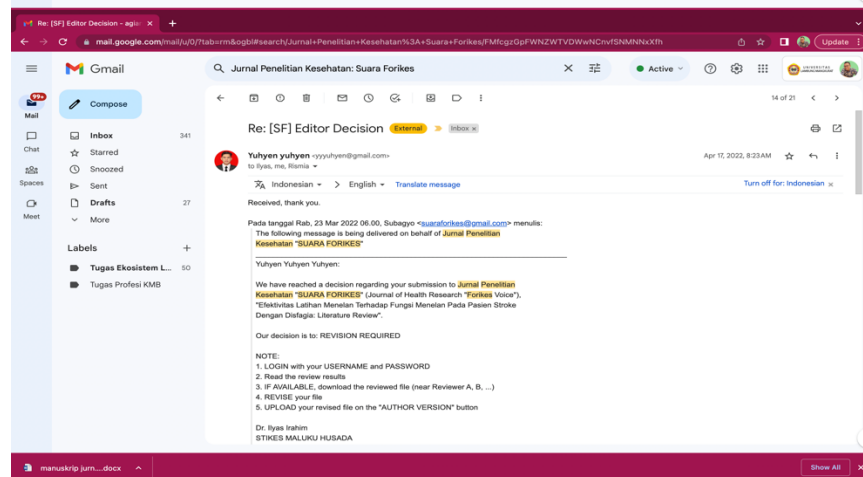 Re: [SF] Editor Decision - agian
mail.google.com/mail/u/0/?tab=rm&ogbl#search/Jurnal+Penelitian+Kesehatan%3A+Suara+Forikes/FMfcgzGpFWNZWTVDWwNCnvfSNMNNxXfh
Update
Gmail
Jurnal Penelitian Kesehatan: Suara Forikes
Active
99+
Mail
Compose
14 of 21
Chat
Inbox 341
Starred
Spaces
Snoozed
Sent
Meet
Drafts 27
More
Labels
Tugas Ekosistem L... 50
Tugas Profesi KMB
Re: [SF] Editor Decision External Inbox x
Yuhyen yuhyen <yyyuhyen@gmail.com> Apr 17, 2022, 8:23 AM
to Ilyas, me, Rismia
Indonesian > English Translate message Turn off for: Indonesian x
Received, thank you.
Pada tanggal Rab, 23 Mar 2022 06.00, Subagyo <suaraforikes@gmail.com> menulis:
The following message is being delivered on behalf of Jurnal Penelitian
Kesehatan "SUARA FORIKES"
Yuhyen Yuhyen Yuhyen:
We have reached a decision regarding your submission to Jurnal Penelitian
Kesehatan "SUARA FORIKES" (Journal of Health Research "Forikes Voice"),
"Efektivitas Latihan Menelan Terhadap Fungsi Menelan Pada Pasien Stroke
Dengan Disfagia: Literature Review".
Our decision is to: REVISION REQUIRED
NOTE:
1. LOGIN with your USERNAME and PASSWORD
2. Read the review results
3. IF AVAILABLE, download the reviewed file (near Reviewer A, B, ...)
4. REVISE your file
5. UPLOAD your revised file on the "AUTHOR VERSION" button
Dr. Ilyas Irahim
STIKES MALUKU HUSADA
manuskrip jurn....docx
Show All